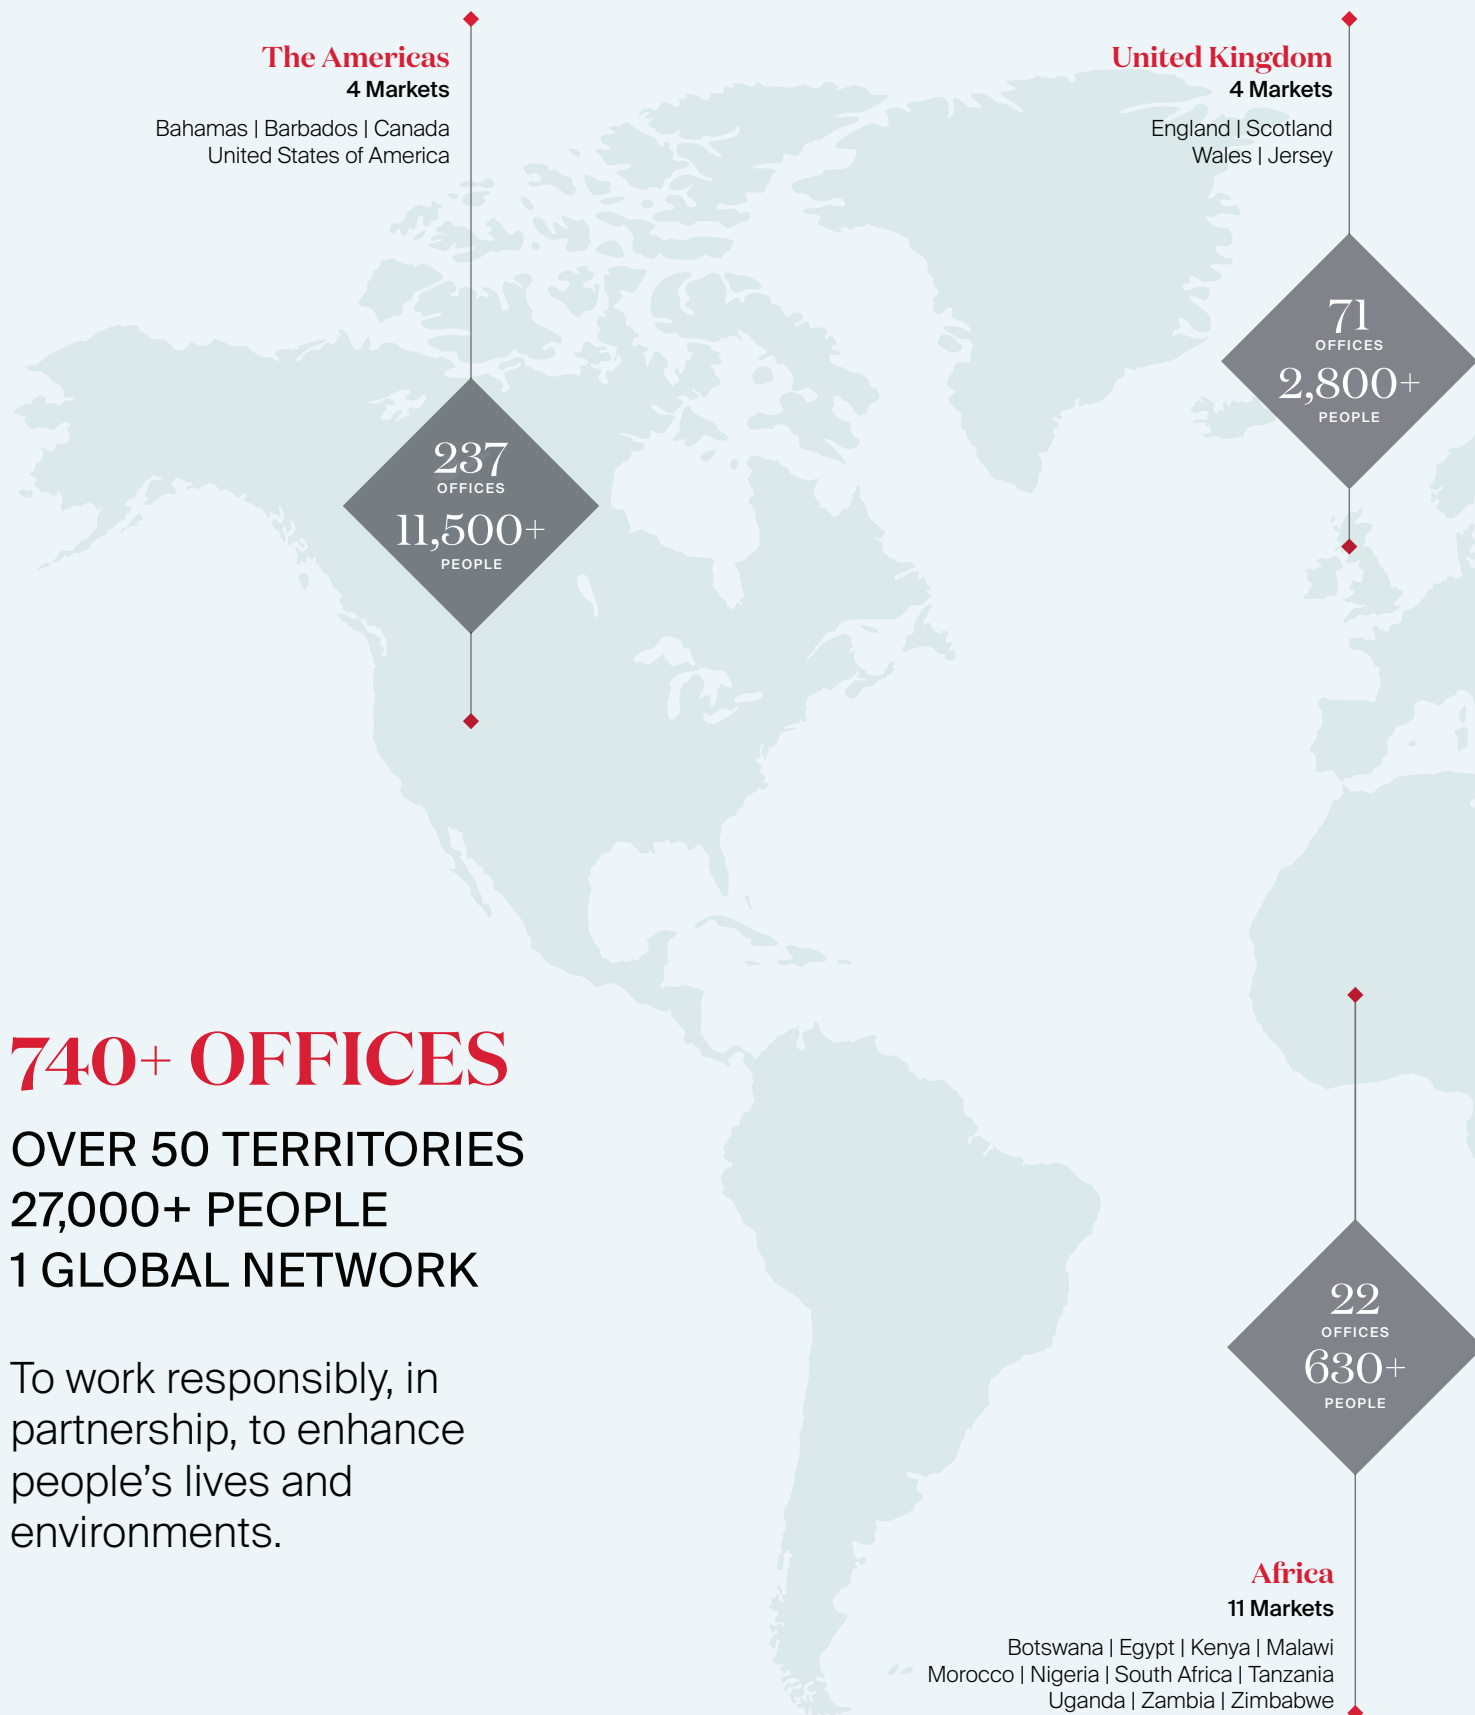 The Americas
4 Markets
Bahamas | Barbados | Canada
United States of America
United Kingdom
4 Markets
England | Scotland
Wales | Jersey
71
OFFICES
2,800+
PEOPLE
237
OFFICES
11,500+
PEOPLE
740+ OFFICES
OVER 50 TERRITORIES
27,000+ PEOPLE
1 GLOBAL NETWORK
To work responsibly, in
partnership, to enhance
people’s lives and
environments.
22
OFFICES
630+
PEOPLE
Africa
11 Markets
Botswana | Egypt | Kenya | Malawi
Morocco | Nigeria | South Africa | Tanzania
Uganda | Zambia | Zimbabwe